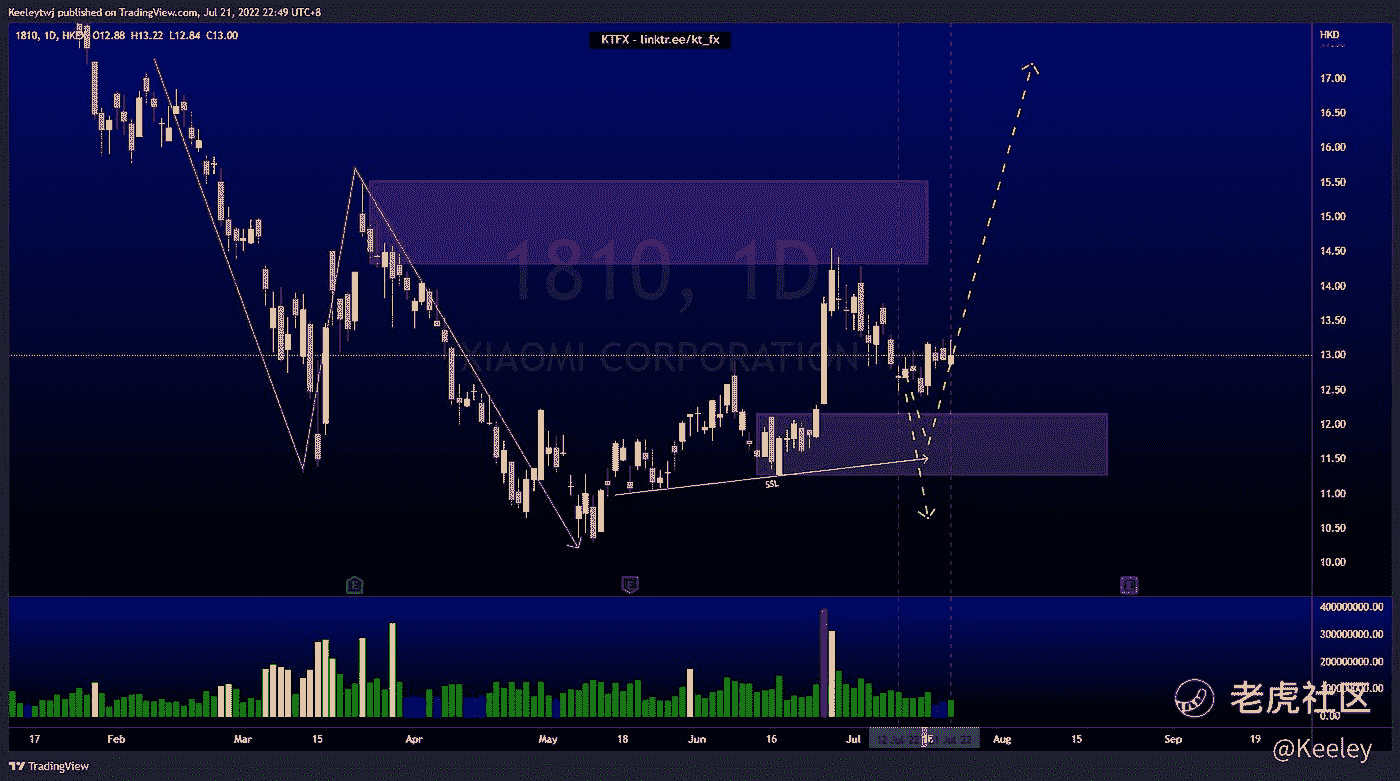 Keeleytwj published on TradingView.com, Jul 21, 2022 22:49 UTC+8
1810, 1D, HKEX O12.88 H13.22 L12.84 C13.00
KTFX - linktr.ee/kt_fx
HKD
17.00
16.50
16.00
15.50
15.00
14.50
14.00
13.50
13.00
12.50
12.00
11.50
11.00
10.50
10.00
1810, 1D
XIAOMI CORPORATION
SSL
E
E
E
400000000.00
300000000.00
200000000.00
100000000.00
0.00
老虎社区
17 Feb Mar 15 Apr May 18 Jun 16 Jul Aug 15 Sep 19
@Keeley
TradingView